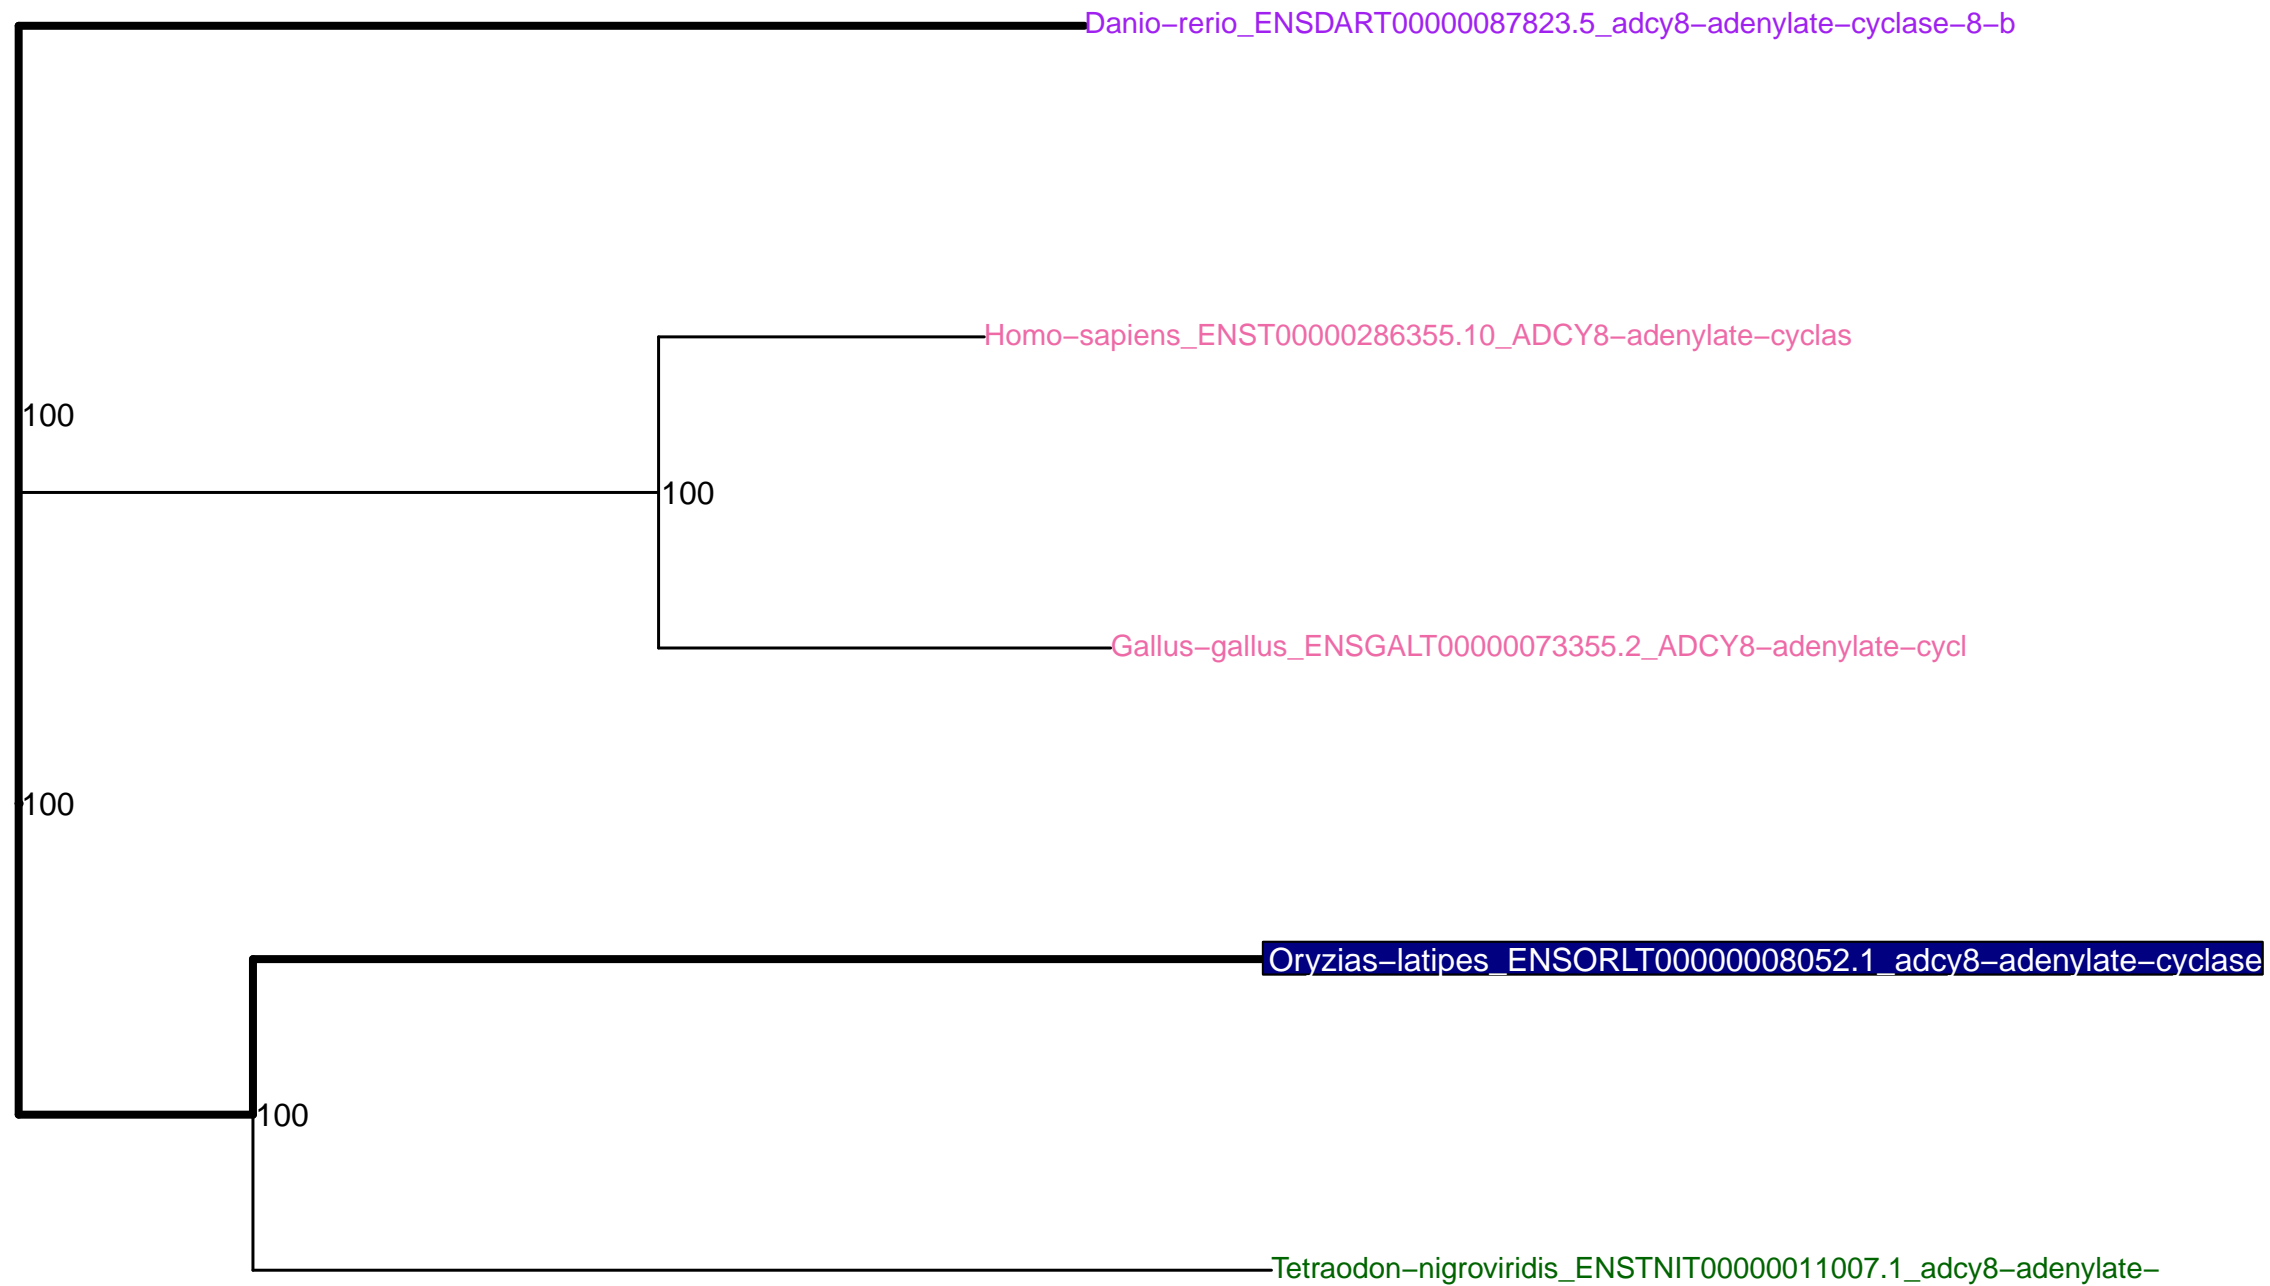 Danio−rerio_ENSDART00000087823.5_adcy8−adenylate−cyclase−8−b
Homo−sapiens_ENST00000286355.10_ADCY8−adenylate−cyclas
100
100
Gallus−gallus_ENSGALT00000073355.2_ADCY8−adenylate−cycl
100
Oryzias−latipes_ENSORLT00000008052.1_adcy8−adenylate−cyclase
100
Tetraodon−nigroviridis_ENSTNIT00000011007.1_adcy8−adenylate−